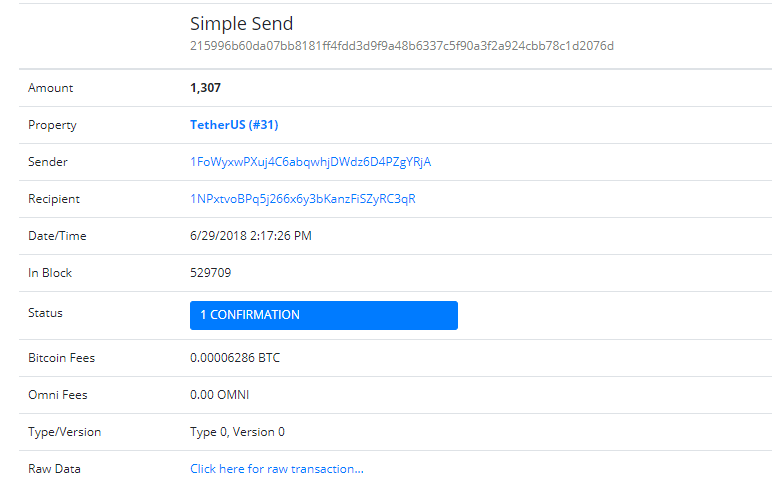 Simple Send
215996b60da07bb8181ff4fdd3d9f9a48b6337c5f90a3f2a924cbb78c1d2076d
Amount 1,307
Property TetherUS (#31)
Sender 1FoWyxwPXuj4C6abqwhjDWdz6D4PZgYRjA
Recipient 1NPxtvoBPq5j266x6y3bKanzFiSZyRC3qR
Date/Time 6/29/2018 2:17:26 PM
In Block 529709
Status 1 CONFIRMATION
Bitcoin Fees 0.00006286 BTC
Omni Fees 0.00 OMNI
Type/Version Type 0, Version 0
Raw Data Click here for raw transaction...